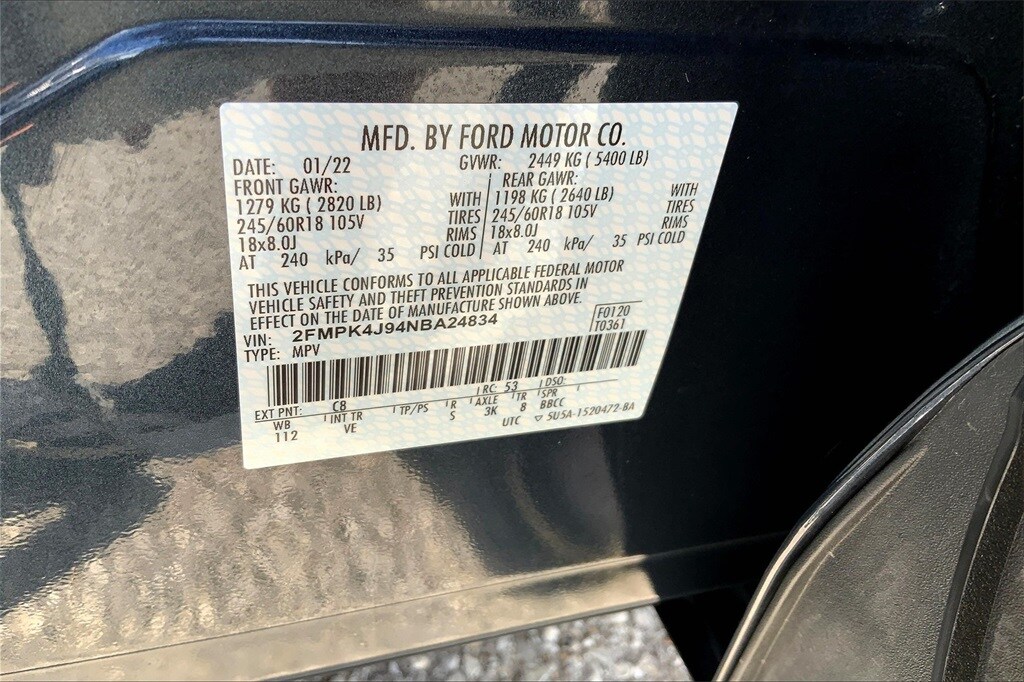 MFD. BY FORD MOTOR CO.
DATE: 01/22 GVWR: 2449 KG ( 5400 LB)
FRONT GAWR: REAR GAWR:
1279 KG ( 2820 LB) WITH 1198 KG ( 2640 LB) WITH
245/60R18 105V TIRES 245/60R18 105V TIRES
18x8.0J RIMS 18x8.0J RIMS
AT 240 kPa/ 35 PSI COLD AT 240 kPa/ 35 PSI COLD
THIS VEHICLE CONFORMS TO ALL APPLICABLE FEDERAL MOTOR
VEHICLE SAFETY AND THEFT PREVENTION STANDARDS IN
EFFECT ON THE DATE OF MANUFACTURE SHOWN ABOVE.
VIN: 2FMPK4J94NBA24834 F0120
TYPE: MPV T0361
EXT PNT: C8 RC: 53 DSO:
WB INT TR TP/PS R AXLE TR SPR
112 VE S 3K 8 BBCC
UTC ▽ 5U5A-1520472-BA